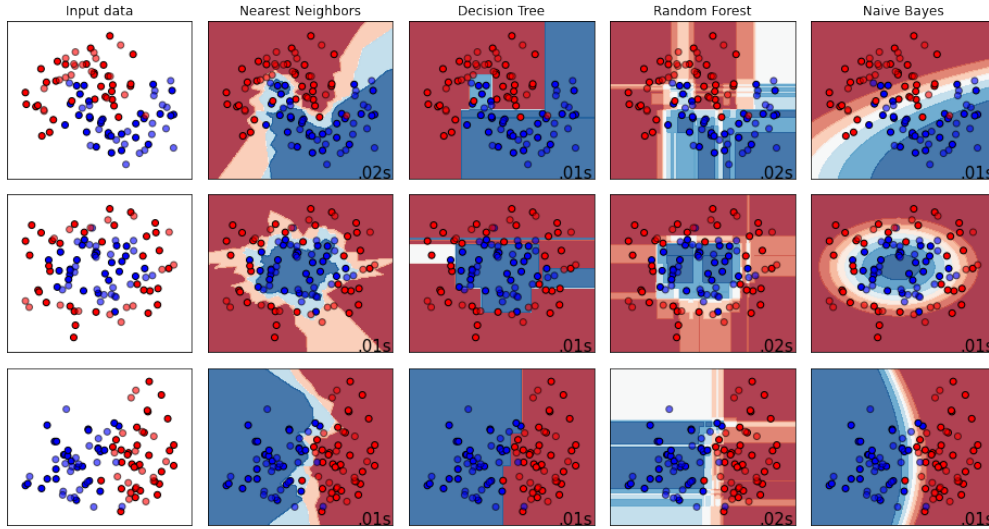 Input data
Nearest Neighbors
Decision Tree
Random Forest
Naive Bayes
.02s
.01s
.02s
.01s
.01s
.01s
.02s
.01s
.01s
.01s
.02s
.01s